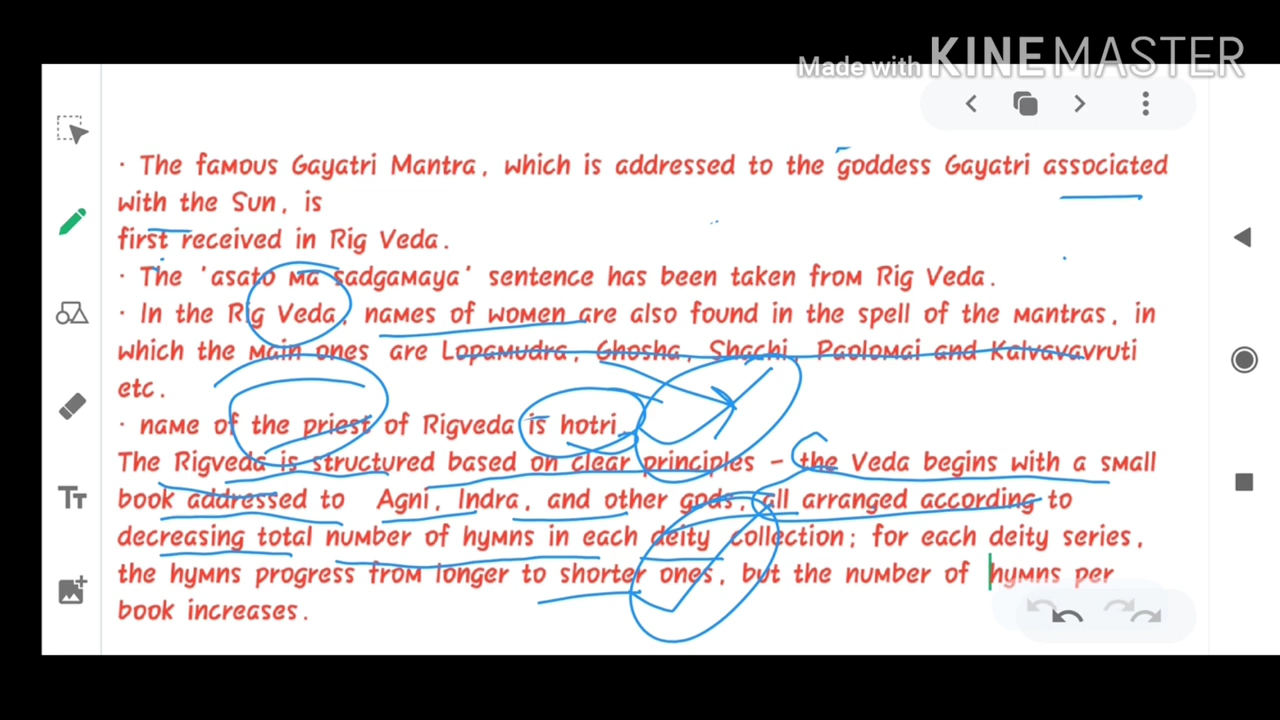 Made with KINEMASTER
· The famous Gayatri Mantra, which is addressed to the goddess Gayatri associated
with the Sun, is
first received in Rig Veda.
· The 'asato ma sadgamaya' sentence has been taken from Rig Veda.
· In the Rig Veda, names of women are also found in the spell of the mantras, in
which the main ones are Lopamudra, Ghosha, Shachi, Paolomai and Kalvavavruti
etc.
· name of the priest of Rigveda is hotri.
The Rigveda is structured based on clear principles - the Veda begins with a small
book addressed to Agni, Indra, and other gods, all arranged according to
decreasing total number of hymns in each deity collection; for each deity series,
the hymns progress from longer to shorter ones, but the number of hymns per
book increases.
Tт